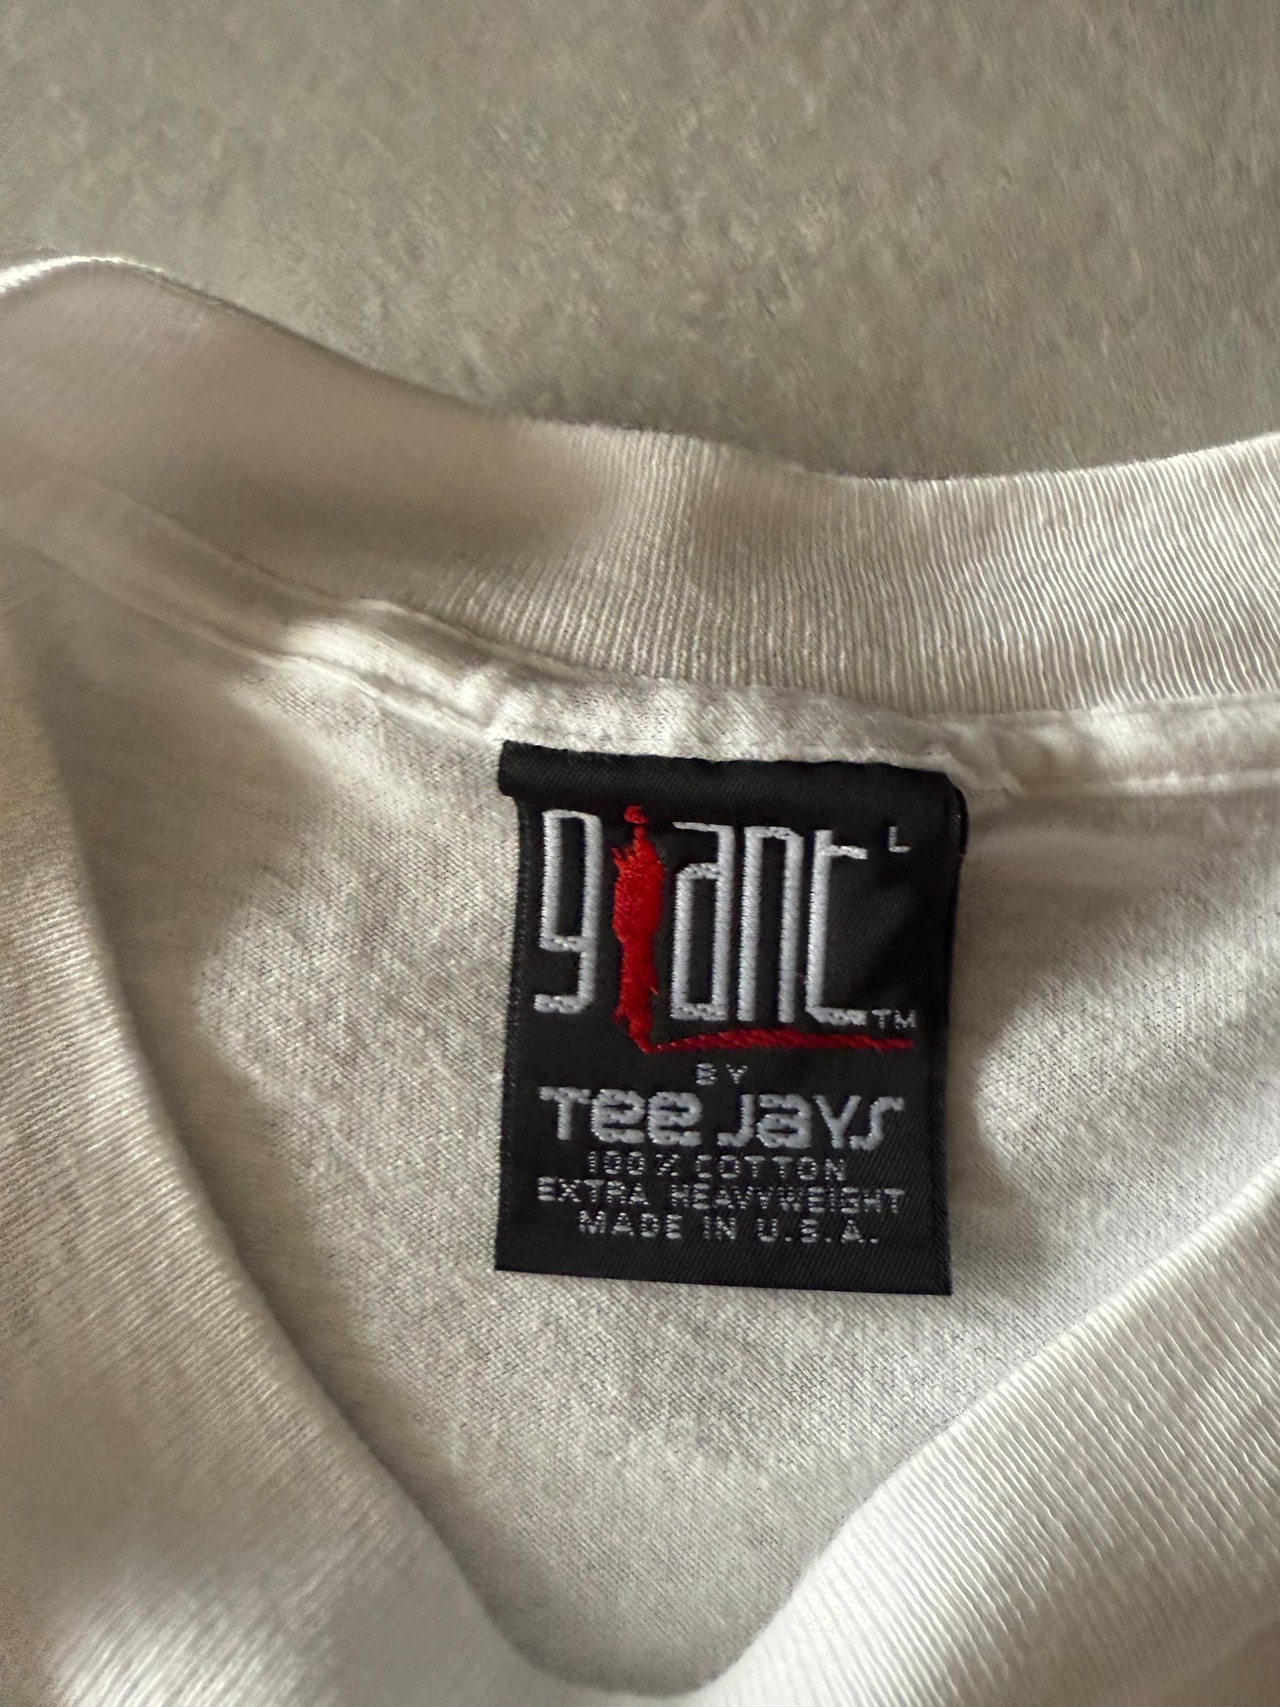 giant L
TM
BY
Tee Jays
100% COTTON
EXTRA HEAVYWEIGHT
MADE IN U.S.A.